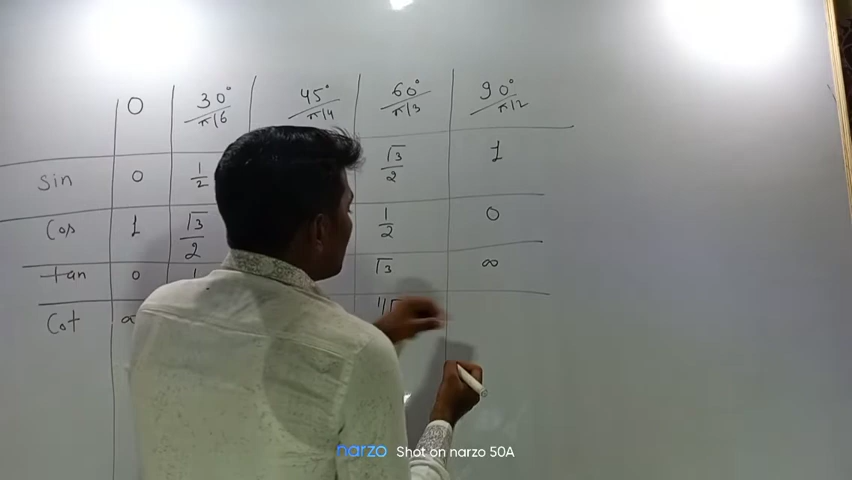 0 30° 45° 60° 90°
π/6 π/4 π/3 π/2
sin 0 1/2 √3/2 1
Cos 1 √3/2 1/2 0
tan 0 1 √3 ∞
Cot
narzo Shot on narzo 50A